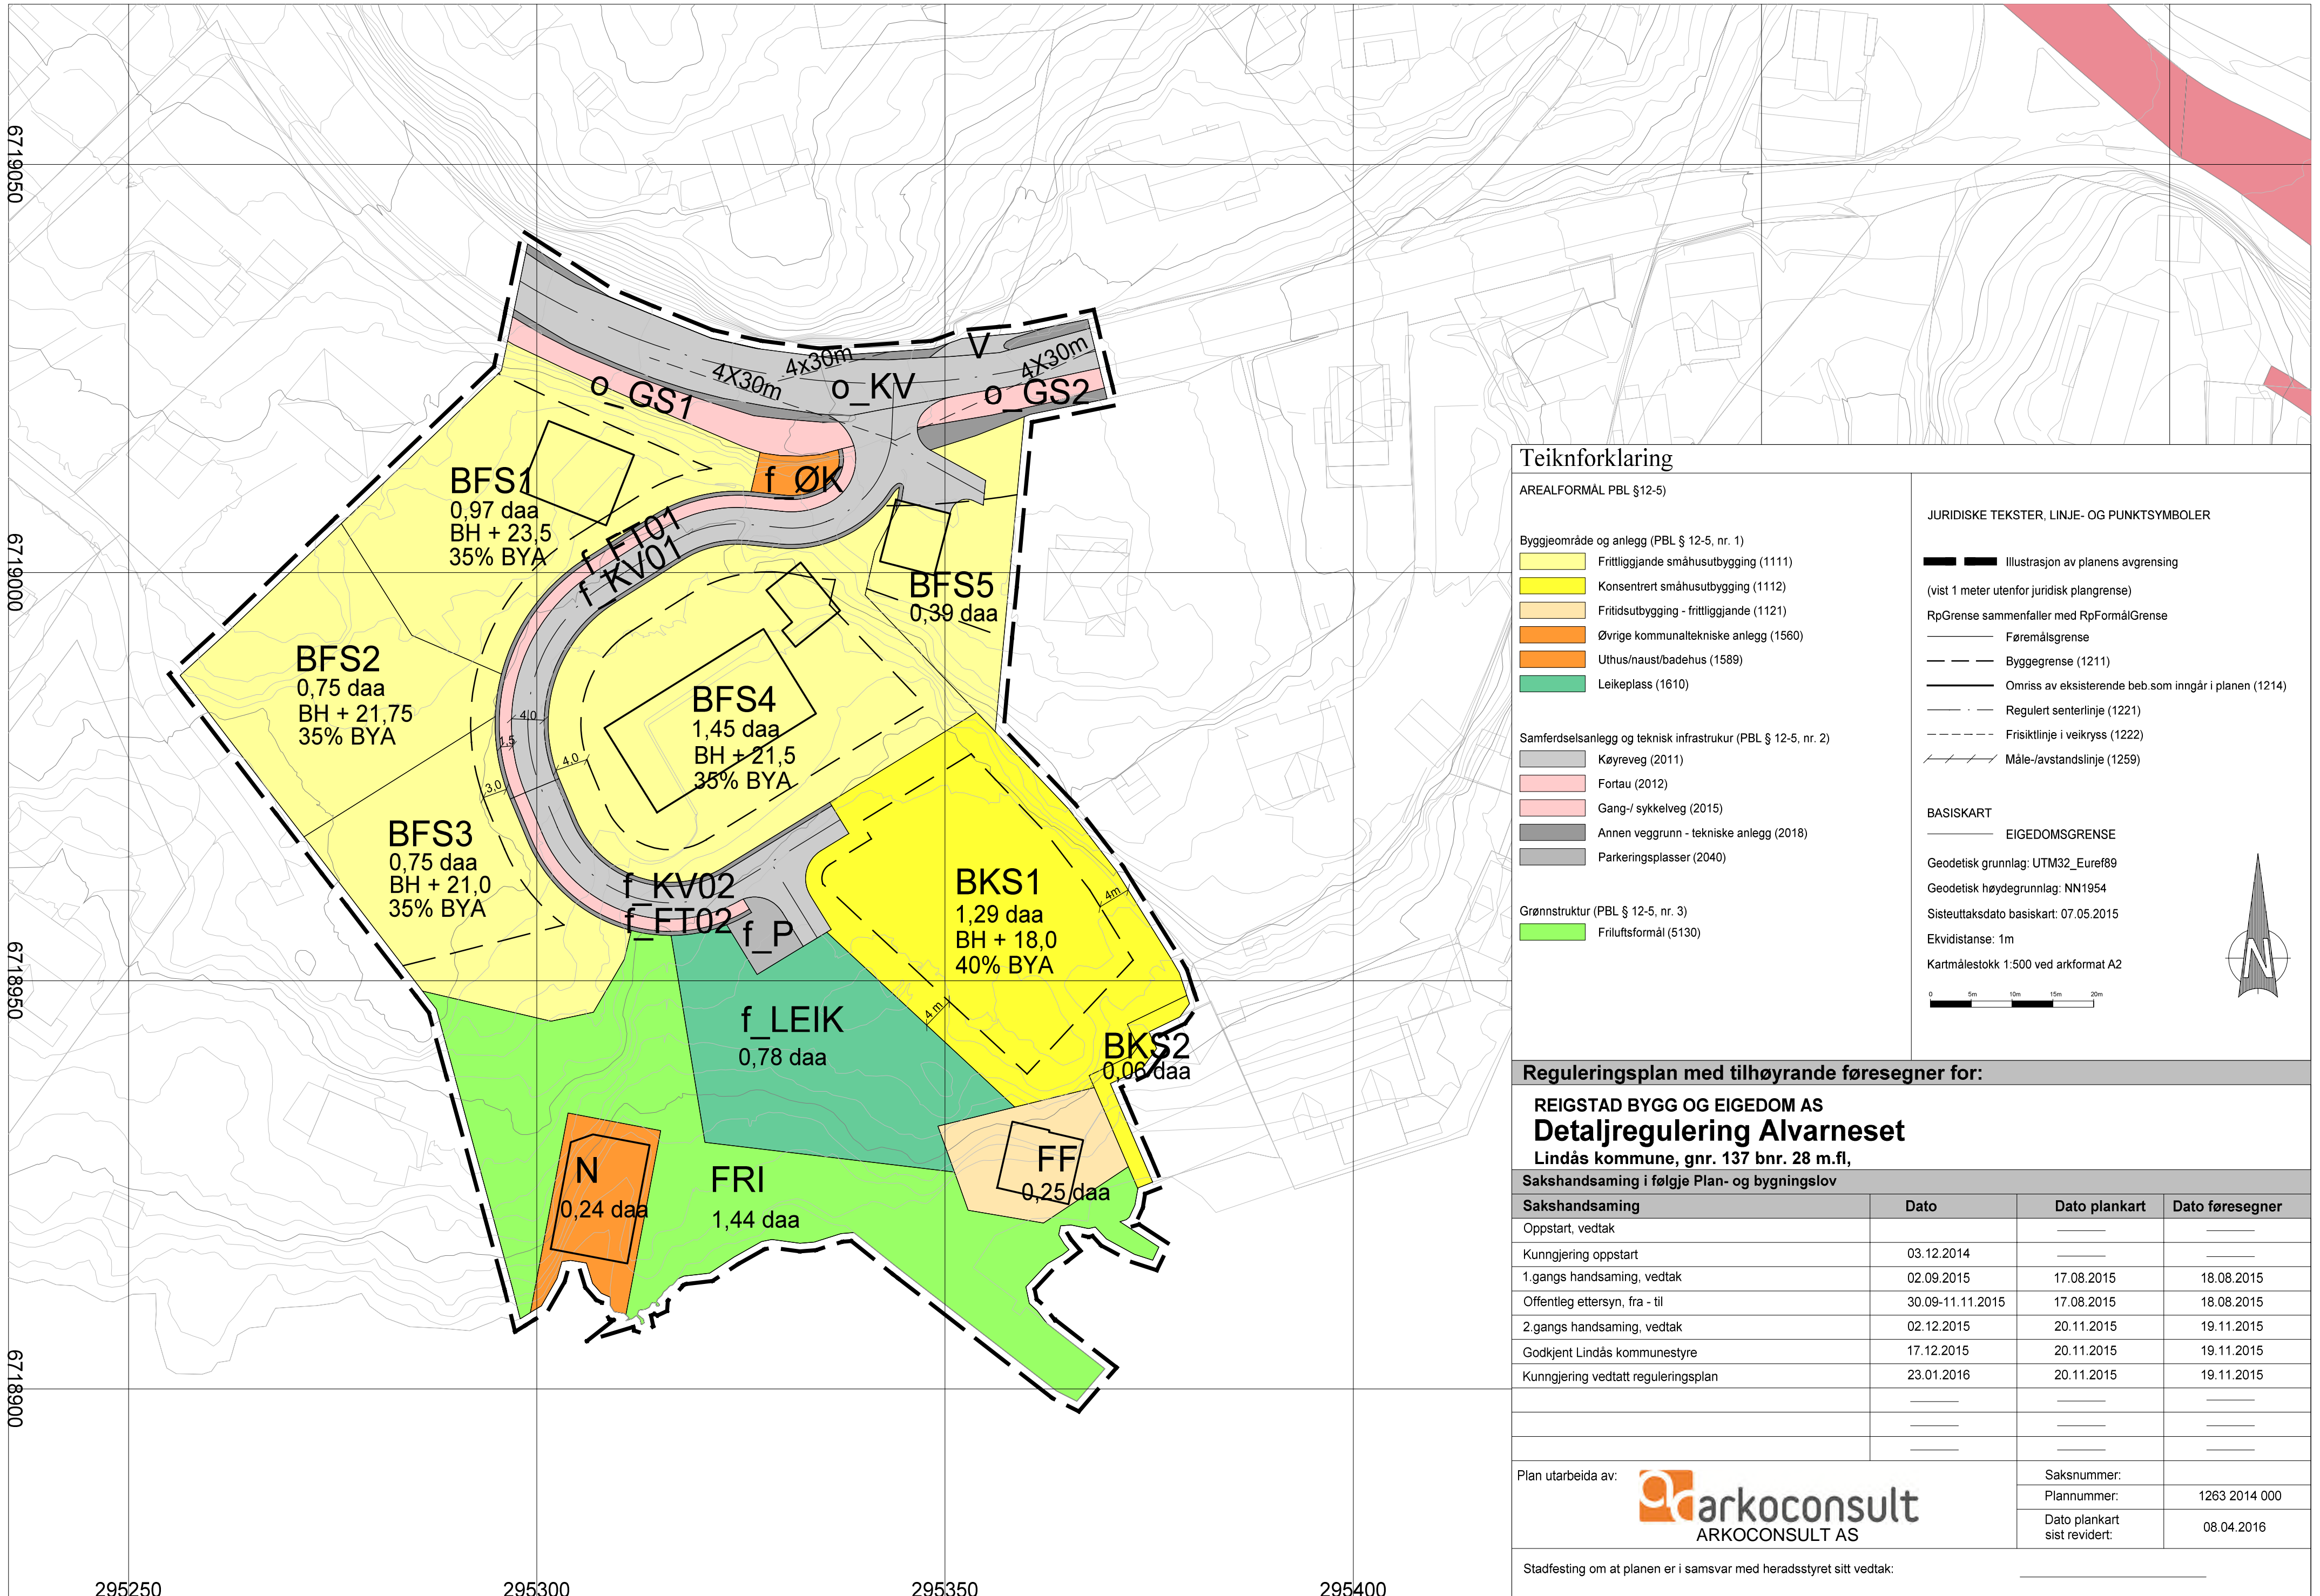 6719050
6719000
6718950
6718900
295250
295300
295350
295400
V
4x30m
4X30m
4X30m
o_KV
o_GS1
o_GS2
f_ØK
BFS1
0,97 daa
BH + 23,5
35% BYA
f_FT01
f_KV01
BFS5
0,39 daa
BFS2
0,75 daa
BH + 21,75
35% BYA
BFS4
1,45 daa
BH + 21,5
35% BYA
4,0
1,5
4,0
3,0
BFS3
0,75 daa
BH + 21,0
35% BYA
f_KV02
f_FT02
f_P
BKS1
1,29 daa
BH + 18,0
40% BYA
4m
4 m
f_LEIK
0,78 daa
BKS2
0,06 daa
FF
0,25 daa
N
0,24 daa
FRI
1,44 daa
Teiknforklaring
AREALFORMÅL PBL §12-5)
Byggjeområde og anlegg (PBL § 12-5, nr. 1)
Frittliggjande småhusutbygging (1111)
Konsentrert småhusutbygging (1112)
Fritidsutbygging - frittliggjande (1121)
Øvrige kommunaltekniske anlegg (1560)
Uthus/naust/badehus (1589)
Leikeplass (1610)
Samferdselsanlegg og teknisk infrastrukur (PBL § 12-5, nr. 2)
Køyreveg (2011)
Fortau (2012)
Gang-/ sykkelveg (2015)
Annen veggrunn - tekniske anlegg (2018)
Parkeringsplasser (2040)
Grønnstruktur (PBL § 12-5, nr. 3)
Friluftsformål (5130)
JURIDISKE TEKSTER, LINJE- OG PUNKTSYMBOLER
Illustrasjon av planens avgrensing
(vist 1 meter utenfor juridisk plangrense)
RpGrense sammenfaller med RpFormålGrense
Føremålsgrense
Byggegrense (1211)
Omriss av eksisterende beb.som inngår i planen (1214)
Regulert senterlinje (1221)
Frisiktlinje i veikryss (1222)
Måle-/avstandslinje (1259)
BASISKART
EIGEDOMSGRENSE
Geodetisk grunnlag: UTM32_Euref89
Geodetisk høydegrunnlag: NN1954
Sisteuttaksdato basiskart: 07.05.2015
Ekvidistanse: 1m
Kartmålestokk 1:500 ved arkformat A2
0 5m 10m 15m 20m
N
Reguleringsplan med tilhøyrande føresegner for:
REIGSTAD BYGG OG EIGEDOM AS
Detaljregulering Alvarneset
Lindås kommune, gnr. 137 bnr. 28 m.fl,
Sakshandsaming i følgje Plan- og bygningslov
Sakshandsaming Dato Dato plankart Dato føresegner
Oppstart, vedtak
Kunngjering oppstart 03.12.2014
1.gangs handsaming, vedtak 02.09.2015 17.08.2015 18.08.2015
Offentleg ettersyn, fra - til 30.09-11.11.2015 17.08.2015 18.08.2015
2.gangs handsaming, vedtak 02.12.2015 20.11.2015 19.11.2015
Godkjent Lindås kommunestyre 17.12.2015 20.11.2015 19.11.2015
Kunngjering vedtatt reguleringsplan 23.01.2016 20.11.2015 19.11.2015
Plan utarbeida av:
arkoconsult
ARKOCONSULT AS
Saksnummer:
Plannummer: 1263 2014 000
Dato plankart
sist revidert: 08.04.2016
Stadfesting om at planen er i samsvar med heradsstyret sitt vedtak: